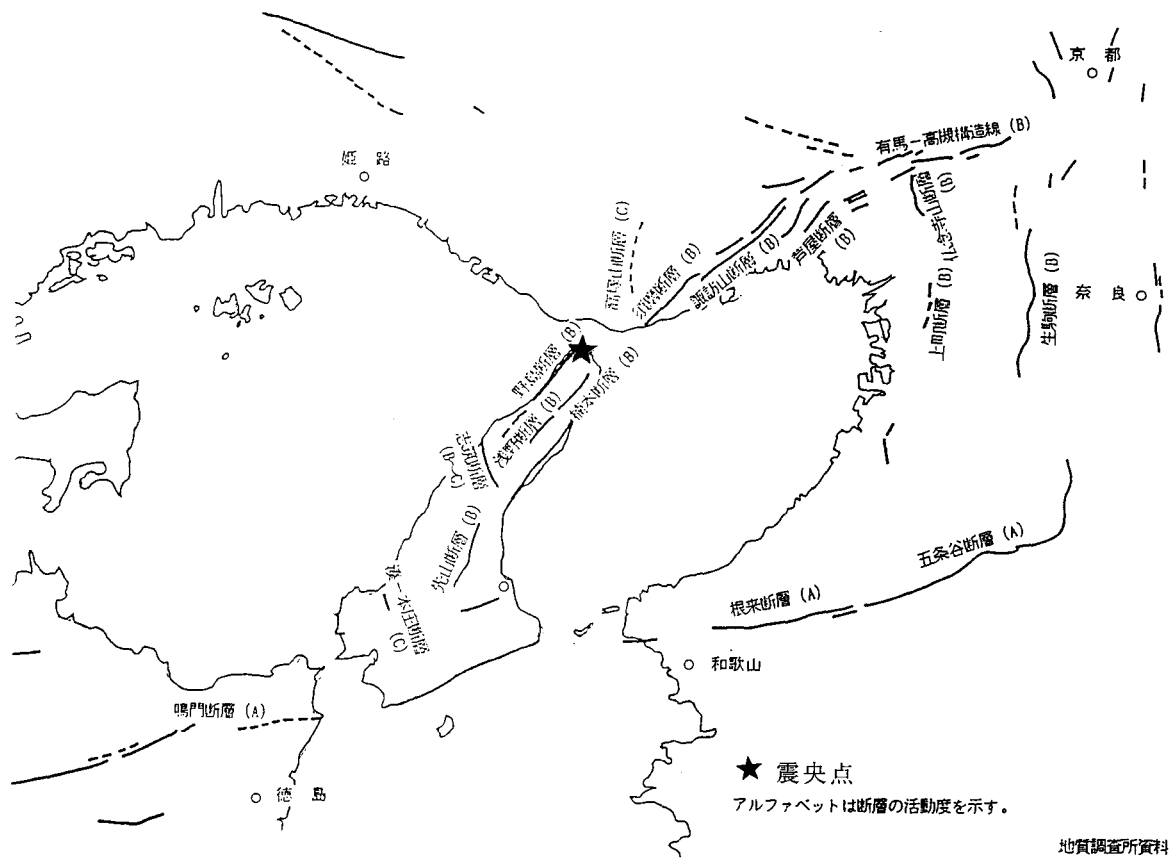 京都
有馬－高槻構造線 (B)
姫路
高塚山断層 (C)
須磨断層 (B)
諏訪山断層 (B)
芦屋断層 (B)
上町断層 (B)
生駒断層 (B)
奈良
野島断層 (B)
楠本断層 (B)
浅野断層 (B)
志筑断層 (B～C)
先山断層 (B)
本庄断層 (C)
五条谷断層 (A)
根来断層 (A)
和歌山
鳴門断層 (A)
徳島
★ 震央点
アルファベットは断層の活動度を示す。
地質調査所資料